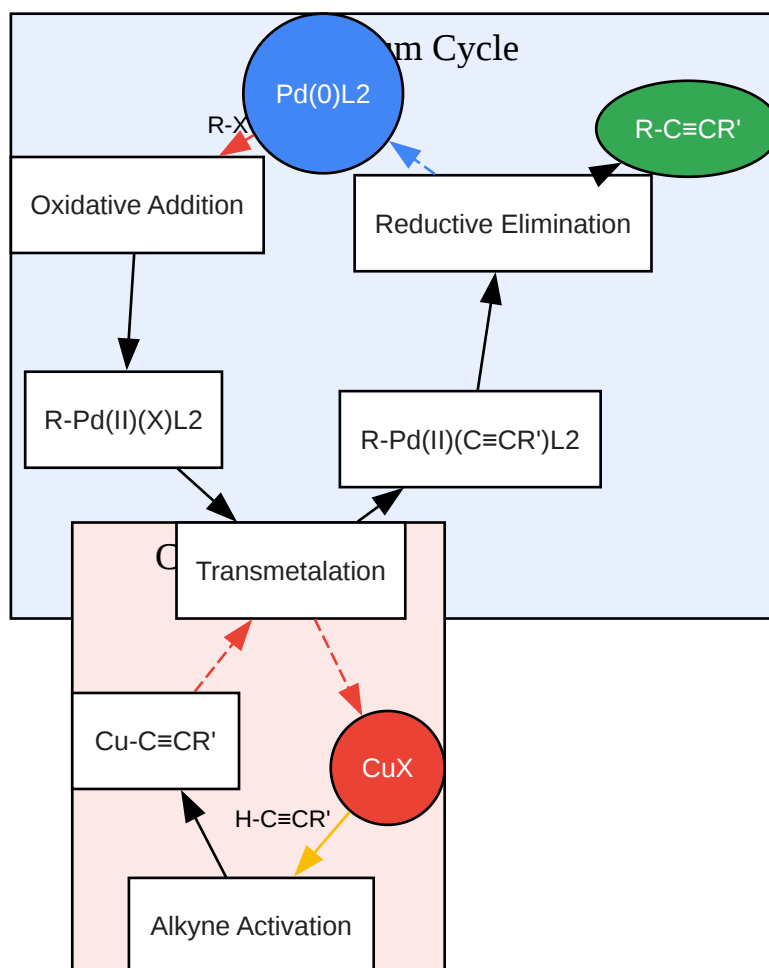 Cycle
Pd(0)L2
R-C≡CR'
R-X
Oxidative Addition
Reductive Elimination
R-Pd(II)(X)L2
R-Pd(II)(C≡CR')L2
Transmetalation
Cu-C≡CR'
CuX
H-C≡CR'
Alkyne Activation